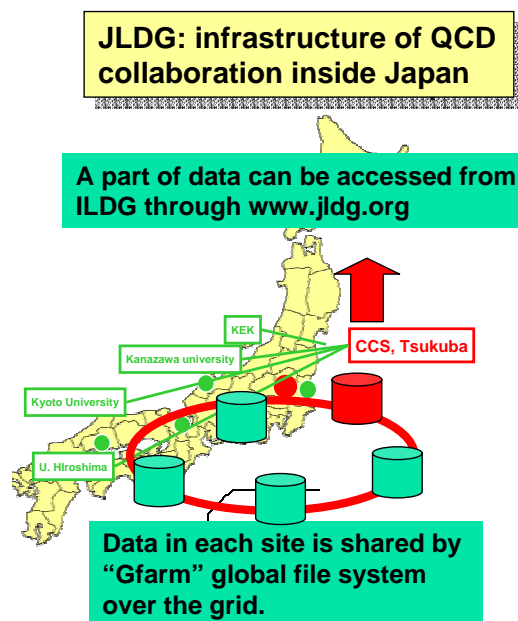 JLDG: infrastructure of QCD
collaboration inside Japan
A part of data can be accessed from
ILDG through www.jldg.org
KEK
Kanazawa university
CCS, Tsukuba
Kyoto University
U. HIroshima
Data in each site is shared by
“Gfarm” global file system
over the grid.